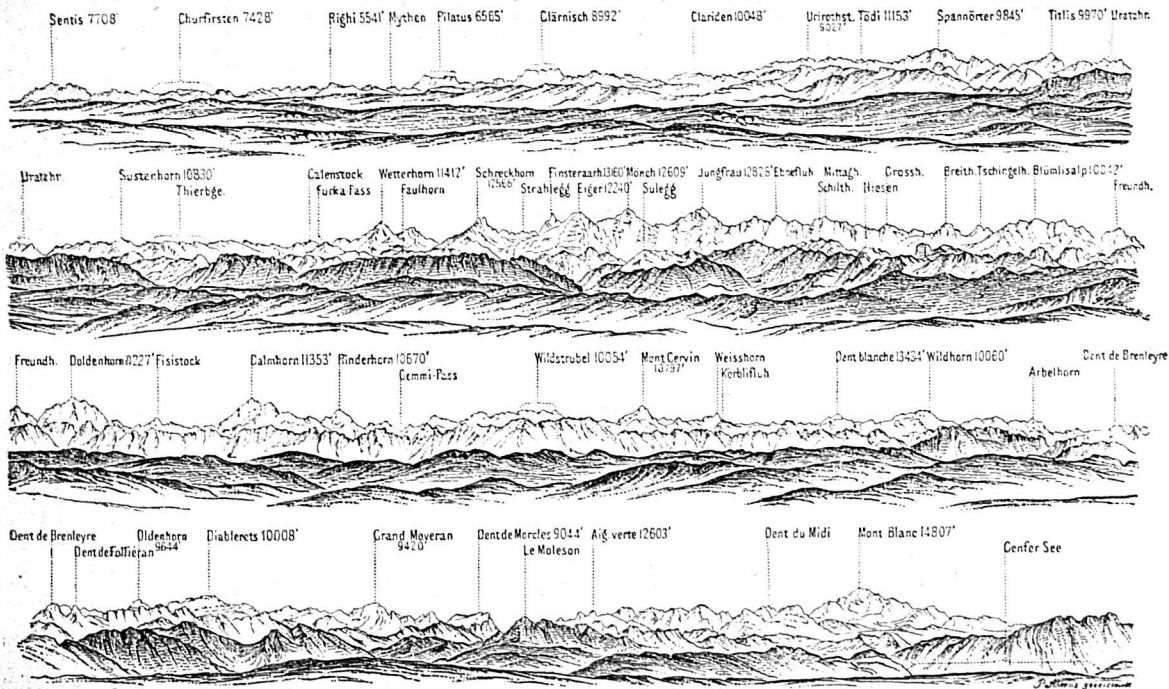 Sentis 7708' Churfirsten 7428' Righi 5541' Mythen Pilatus 6565' Glärnisch 8992' Clariden 10048' Urirothst. Tödi 11153' Spannörter 9845' Titlis 9970' Uratzhr.
9027'
Uratzhr. Sustenhorn 10830' Galenstock Wetterhorn 11412' Schreckhorn Finsteraarh 13160' Mönch 12609' Jungfrau 12828' Ebnefluh Mittagh. Grossh. Breith. Tschingelh. Blümlisalp 10042'
Thierbge. Furka-Pass Faulhorn 12568' Strahlegg Eiger 12240' Sulegg Schilth. Niesen Freundh.
Freundh. Doldenhorn 11227' Fisistock Balmhorn 11353' Rinderhorn 10670' Wildstrubel 10054' Mont Cervin Weisshorn Dent blanche 13434' Wildhorn 10060' Dent de Brenleyre
Gemmi-Pass 13797' Körblifluh Arbelhorn
Dent de Brenleyre Oldenhorn Diablerets 10008' Grand Moveran Dent de Morcles 9044' Aig. verte 12603' Dent du Midi Mont Blanc 14807'
Dent de Folliéran 9644' 9420' Le Moleson Genfer See